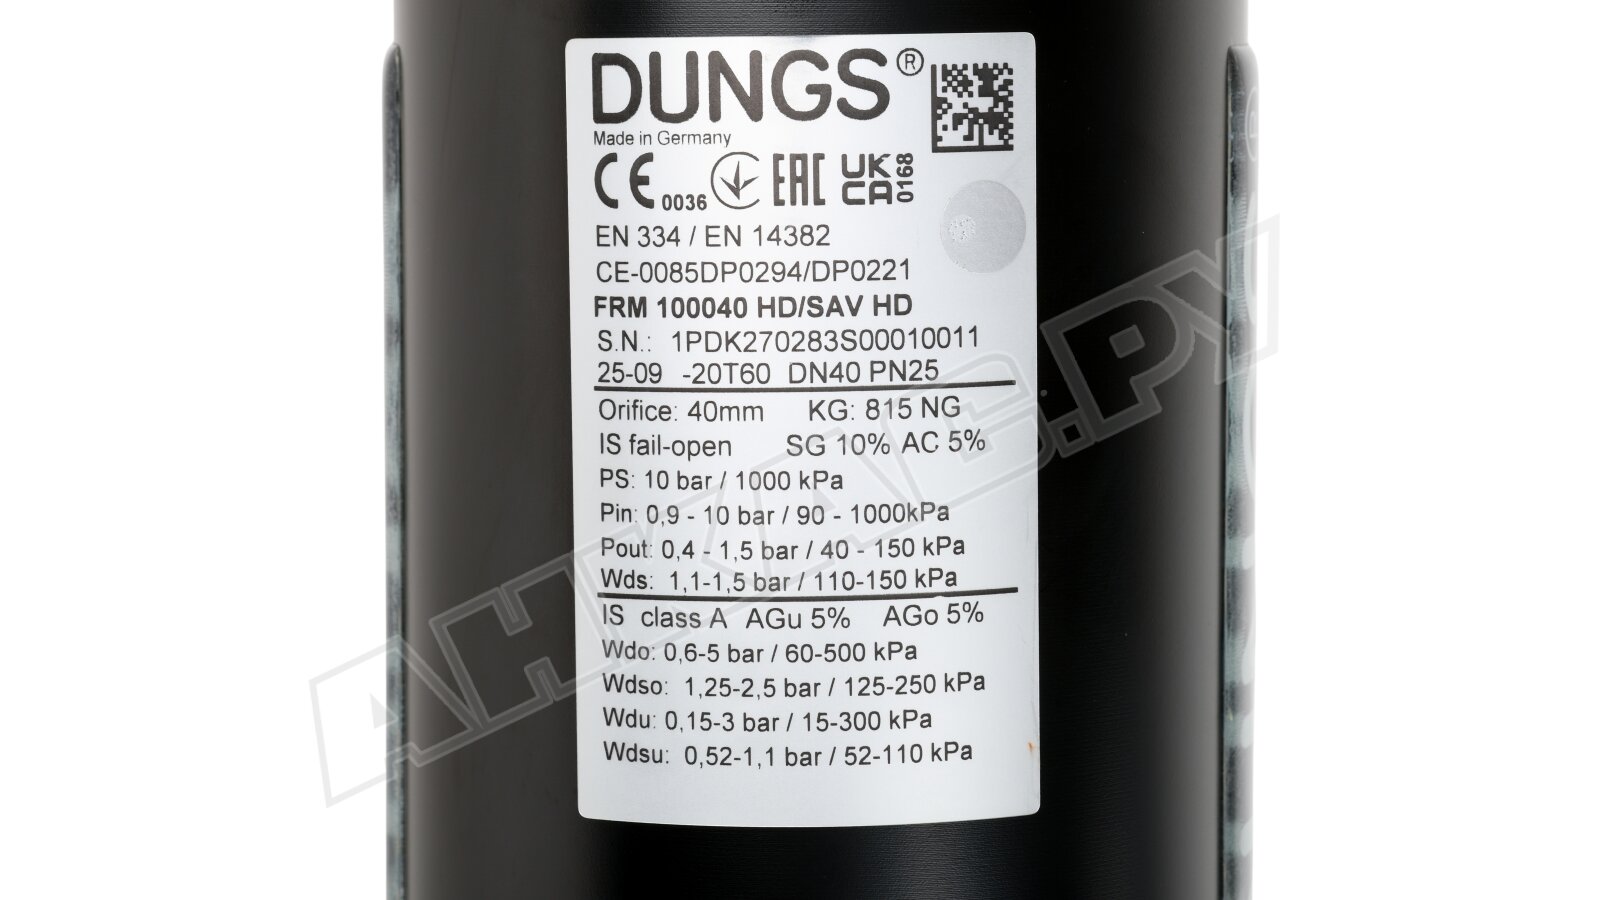 DUNGS®
Made in Germany
CE 0036 EAC UK CA 0168
EN 334 / EN 14382
CE-0085DP0294/DP0221
FRM 100040 HD/SAV HD
S.N.: 1PDK270283S00010011
25-09 -20T60 DN40 PN25
Orifice: 40mm KG: 815 NG
IS fail-open SG 10% AC 5%
PS: 10 bar / 1000 kPa
Pin: 0,9 - 10 bar / 90 - 1000kPa
Pout: 0,4 - 1,5 bar / 40 - 150 kPa
Wds: 1,1-1,5 bar / 110-150 kPa
IS class A AGu 5% AGo 5%
Wdo: 0,6-5 bar / 60-500 kPa
Wdso: 1,25-2,5 bar / 125-250 kPa
Wdu: 0,15-3 bar / 15-300 kPa
Wdsu: 0,52-1,1 bar / 52-110 kPa
АНКАС.РУ